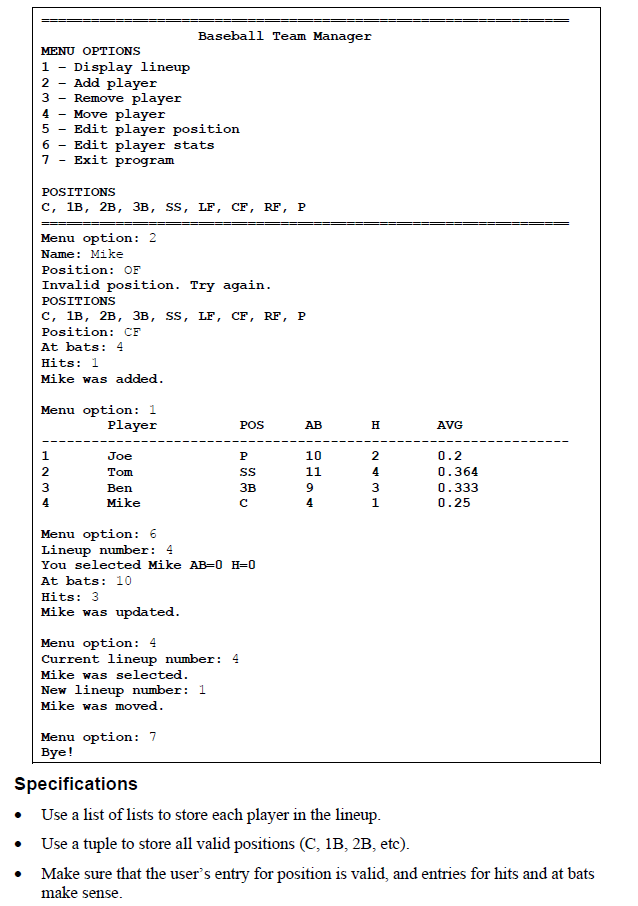 Baseball Team Manager
MENU OPTIONS
1 – Display lineup
2 – Add player
3 – Remove player
4 – Move player
5 – Edit player position
6 – Edit player stats
7 - Exit program
POSITIONS
C, 1B, 2B, 3B, SS, LF, CF, RF, P
Menu option: 2
Name: Mike
Position: OF
Invalid position. Try again.
POSITIONS
C, 1B, 2B, 3B, SS, LF, CF, RF, P
Position: CF
At bats: 4
Hits: 1
Mike was added.
Menu option: 1
Player POS AB H AVG
----------------------------------------------------------------
1 Joe P 10 2 0.2
2 Tom SS 11 4 0.364
3 Ben 3B 9 3 0.333
4 Mike C 4 1 0.25
Menu option: 6
Lineup number: 4
You selected Mike AB=0 H=0
At bats: 10
Hits: 3
Mike was updated.
Menu option: 4
Current lineup number: 4
Mike was selected.
New lineup number: 1
Mike was moved.
Menu option: 7
Bye!
Specifications
• Use a list of lists to store each player in the lineup.
• Use a tuple to store all valid positions (C, 1B, 2B, etc).
• Make sure that the user's entry for position is valid, and entries for hits and at bats
make sense.